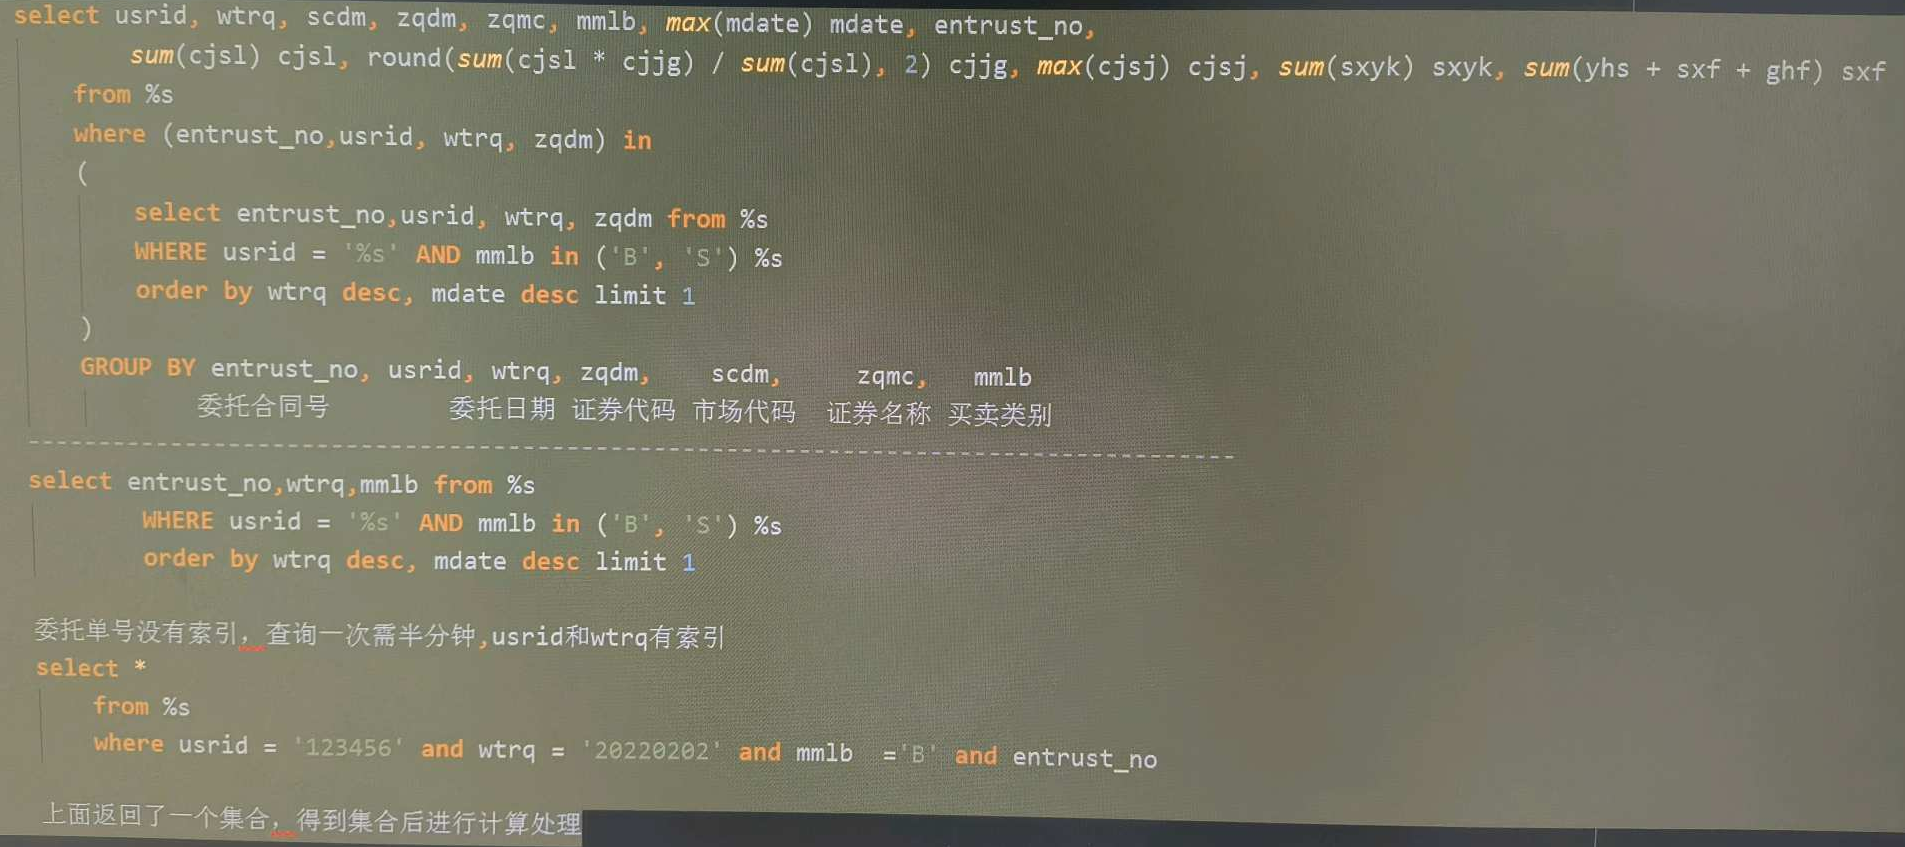 select usrid, wtrq, scdm, zqdm, zqmc, mmlb, max(mdate) mdate, entrust_no,
sum(cjsl) cjsl, round(sum(cjsl * cjjg) / sum(cjsl), 2) cjjg, max(cjsj) cjsj, sum(sxyk) sxyk, sum(yhs + sxf + ghf) sxf
from %s
where (entrust_no,usrid, wtrq, zqdm) in
(
select entrust_no,usrid, wtrq, zqdm from %s
WHERE usrid = '%s' AND mmlb in ('B', 'S') %s
order by wtrq desc, mdate desc limit 1
)
GROUP BY entrust_no, usrid, wtrq, zqdm, scdm, zqmc, mmlb
委托合同号 委托日期 证券代码 市场代码 证券名称 买卖类别
--------------------------------------------------------------------------------
select entrust_no,wtrq,mmlb from %s
WHERE usrid = '%s' AND mmlb in ('B', 'S') %s
order by wtrq desc, mdate desc limit 1
委托单号没有索引，查询一次需半分钟,usrid和wtrq有索引
select *
from %s
where usrid = '123456' and wtrq = '20220202' and mmlb ='B' and entrust_no
上面返回了一个集合，得到集合后进行计算处理